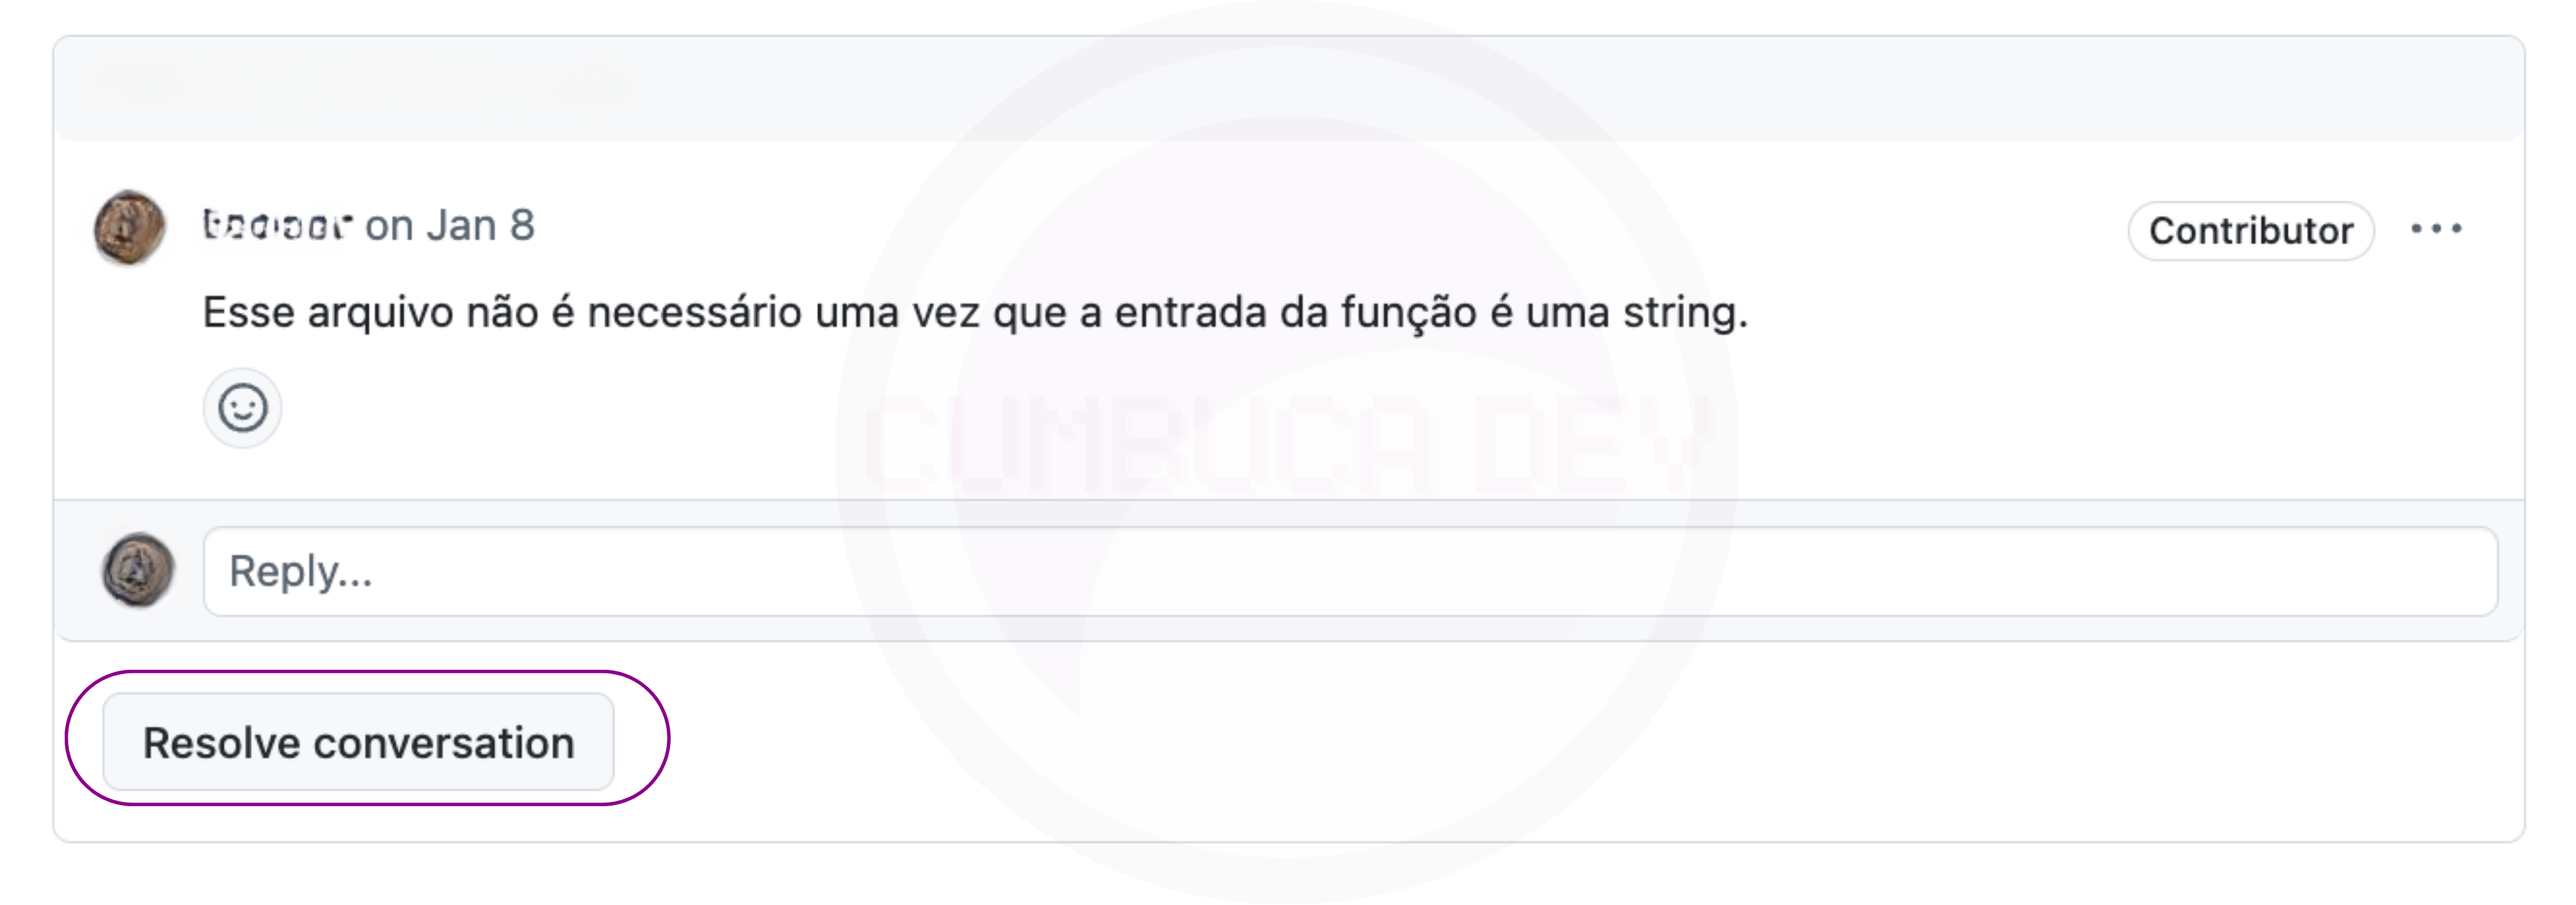 on Jan 8
Contributor
Esse arquivo não é necessário uma vez que a entrada da função é uma string.
CUMBUCA DEV
Reply...
Resolve conversation